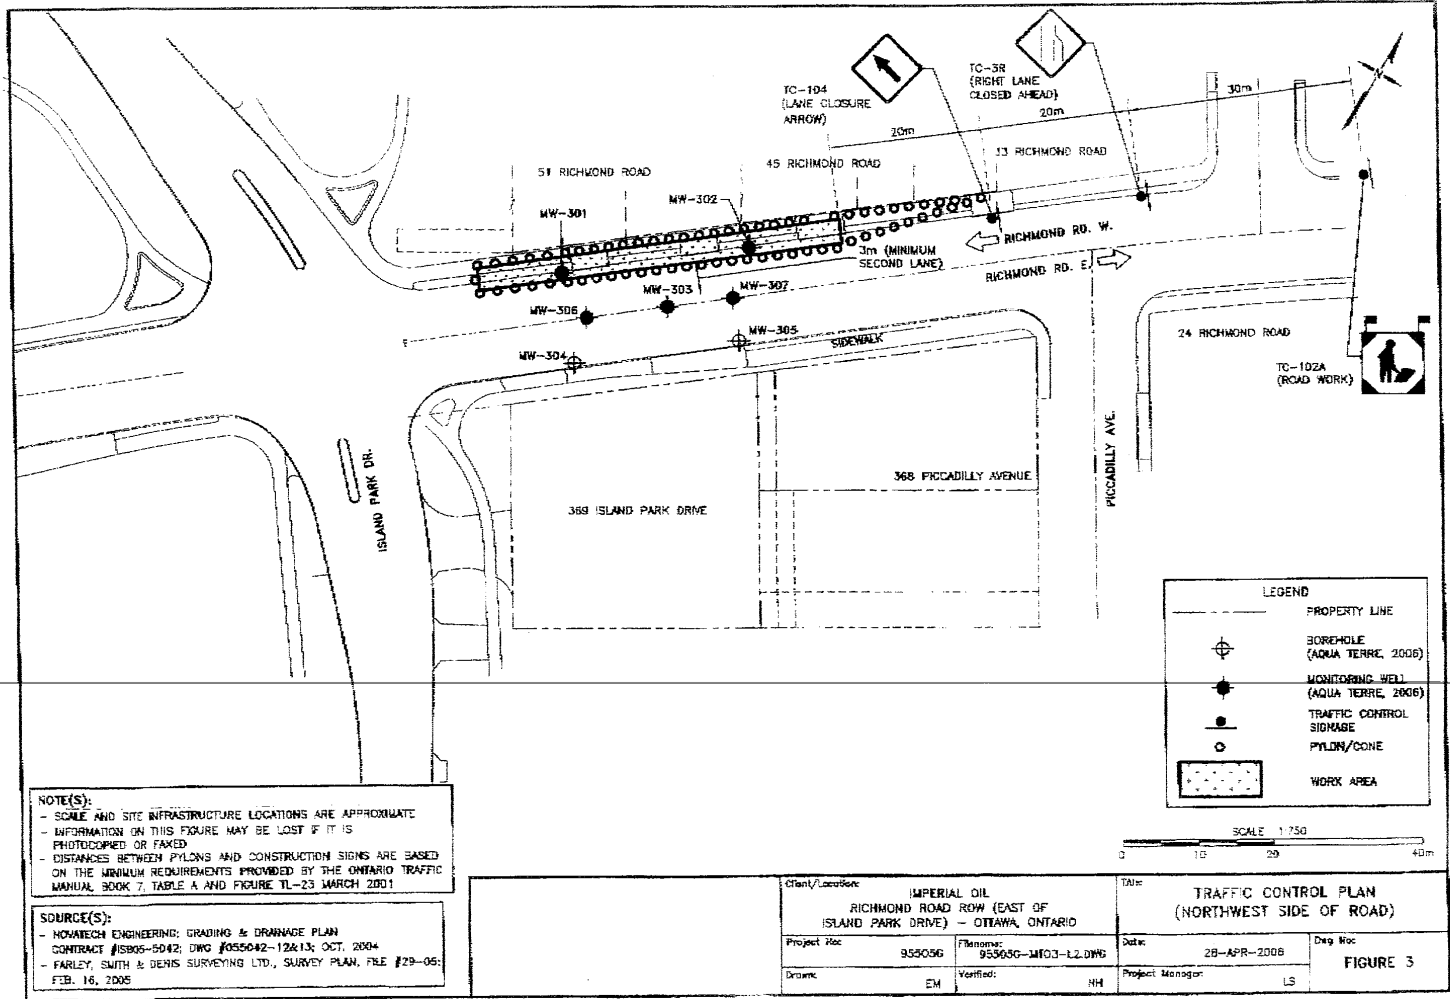 TC-104
(LANE CLOSURE
ARROW)
TC-3R
(RIGHT LANE
CLOSED AHEAD)
20m
20m
30m
51 RICHMOND ROAD
45 RICHMOND ROAD
33 RICHMOND ROAD
MW-301
MW-302
3m (MINIMUM
SECOND LANE)
RICHMOND RD. W.
RICHMOND RD. E.
MW-303
MW-307
MW-306
MW-305
MW-304
SIDEWALK
24 RICHMOND ROAD
TC-102A
(ROAD WORK)
ISLAND PARK DR.
PICCADILLY AVE.
368 PICCADILLY AVENUE
369 ISLAND PARK DRIVE
LEGEND
PROPERTY LINE
BOREHOLE
(AQUA TERRE, 2006)
MONITORING WELL
(AQUA TERRE, 2006)
TRAFFIC CONTROL
SIGNAGE
PYLON/CONE
WORK AREA
SCALE 1:750
0 10 20 40m
NOTE(S):
- SCALE AND SITE INFRASTRUCTURE LOCATIONS ARE APPROXIMATE
- INFORMATION ON THIS FIGURE MAY BE LOST IF IT IS
PHOTOCOPIED OR FAXED
- DISTANCES BETWEEN PYLONS AND CONSTRUCTION SIGNS ARE BASED
ON THE MINIMUM REQUIREMENTS PROVIDED BY THE ONTARIO TRAFFIC
MANUAL BOOK 7, TABLE A AND FIGURE TL-23 MARCH 2001
SOURCE(S):
- NOVATECH ENGINEERING; GRADING & DRAINAGE PLAN
CONTRACT #ISB05-5042; DWG #055042-12&13; OCT. 2004
- FARLEY, SMITH & DENIS SURVEYING LTD., SURVEY PLAN, FILE #29-05;
FEB. 16, 2005
Client/Location:
IMPERIAL OIL
RICHMOND ROAD ROW (EAST OF
ISLAND PARK DRIVE) - OTTAWA, ONTARIO
Title:
TRAFFIC CONTROL PLAN
(NORTHWEST SIDE OF ROAD)
Project No: 955056
Filename: 955056-M103-L2.DWG
Date: 28-APR-2008
Dwg No:
FIGURE 3
Drawn: EM
Verified: NH
Project Manager: LS